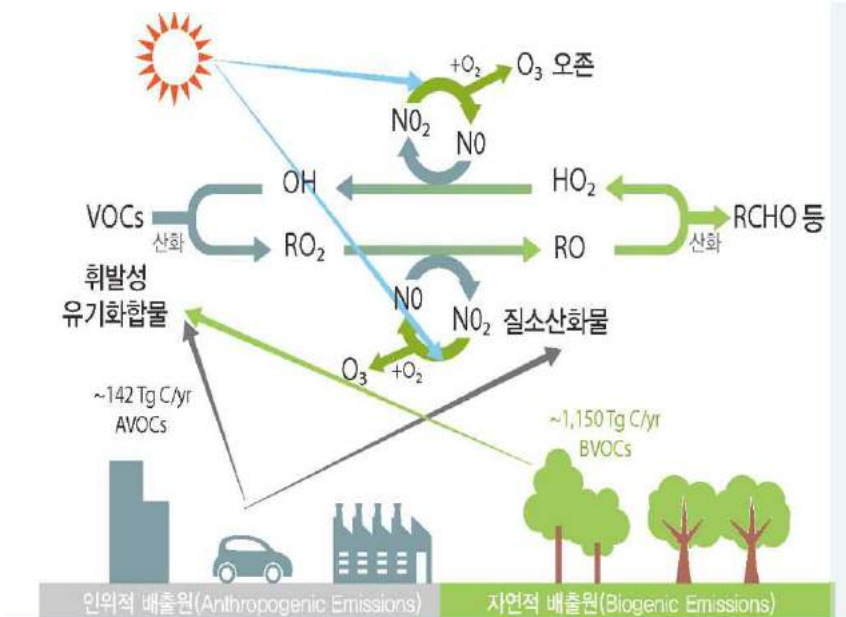 +O₂
O₃ 오존
NO₂
NO
OH
HO₂
VOCs
산화
RCHO 등
산화
RO₂
RO
휘발성
유기화합물
NO
NO₂ 질소산화물
O₃
+O₂
~142 Tg C/yr
AVOCs
~1,150 Tg C/yr
BVOCs
인위적 배출원(Anthropogenic Emissions)
자연적 배출원(Biogenic Emissions)